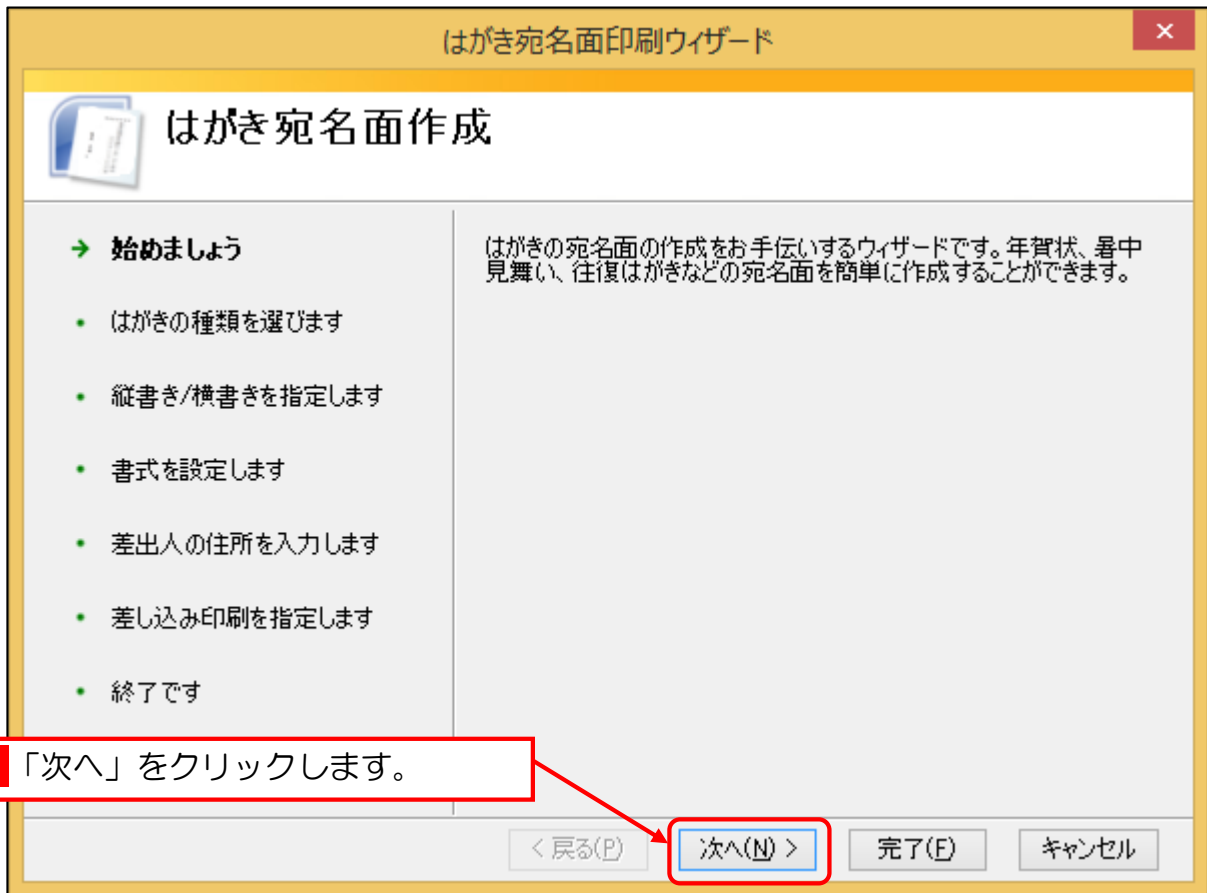 はがき宛名面印刷ウィザード
はがき宛名面作成
始めましょう
はがきの種類を選びます
縦書き/横書きを指定します
書式を設定します
差出人の住所を入力します
差し込み印刷を指定します
終了です
はがきの宛名面の作成をお手伝いするウィザードです。年賀状、暑中
見舞い、往復はがきなどの宛名面を簡単に作成することができます。
「次へ」をクリックします。
< 戻る(P)
次へ(N) >
完了(F)
キャンセル